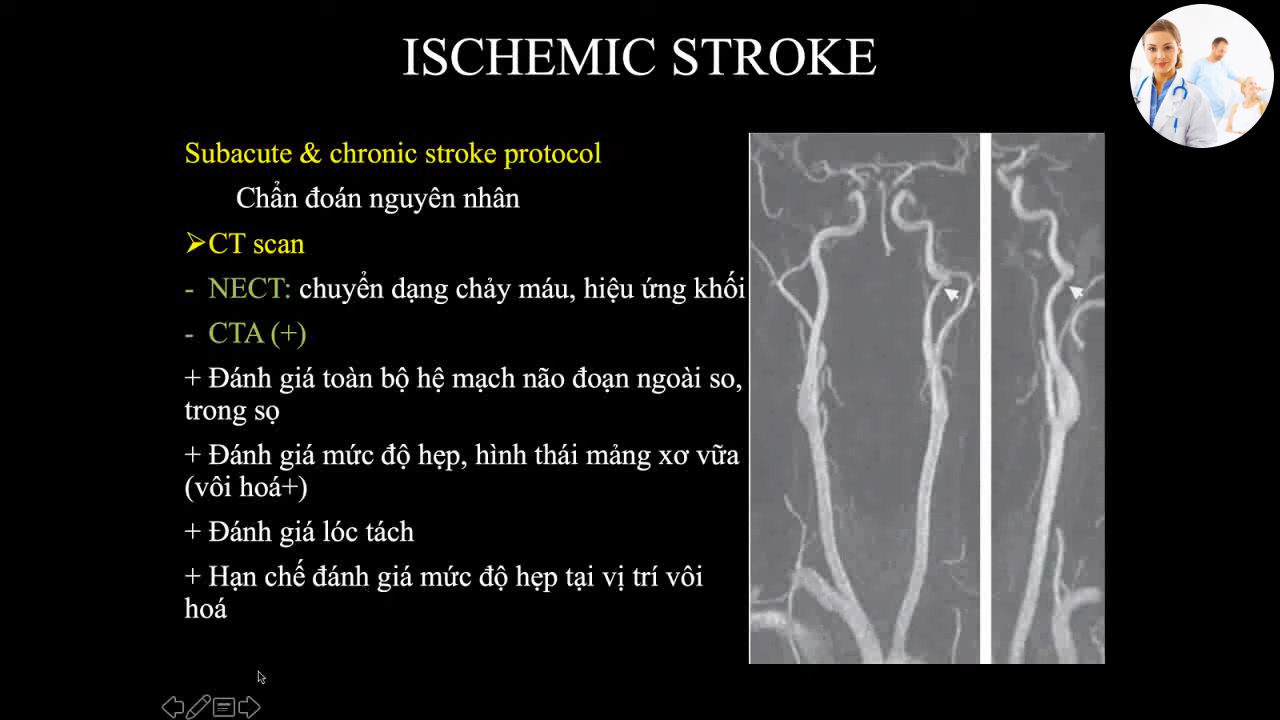 ISCHEMIC STROKE
Subacute & chronic stroke protocol
Chẩn đoán nguyên nhân
➢CT scan
- NECT: chuyển dạng chảy máu, hiệu ứng khối
- CTA (+)
+ Đánh giá toàn bộ hệ mạch não đoạn ngoài so,
trong sọ
+ Đánh giá mức độ hẹp, hình thái mảng xơ vữa
(vôi hoá+)
+ Đánh giá lóc tách
+ Hạn chế đánh giá mức độ hẹp tại vị trí vôi
hoá